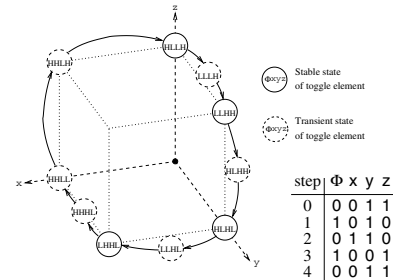 z
HLLH
HHLH
LLLH
LLHH
HLHH
HHLL
x
HHHL
LHHL
LLHL
HLHL
y
Φxyz
Stable state
of toggle element
Φxyz
Transient state
of toggle element
step Φ x y z
0 0 0 1 1
1 1 0 1 0
2 0 1 1 0
3 1 0 0 1
4 0 0 1 1